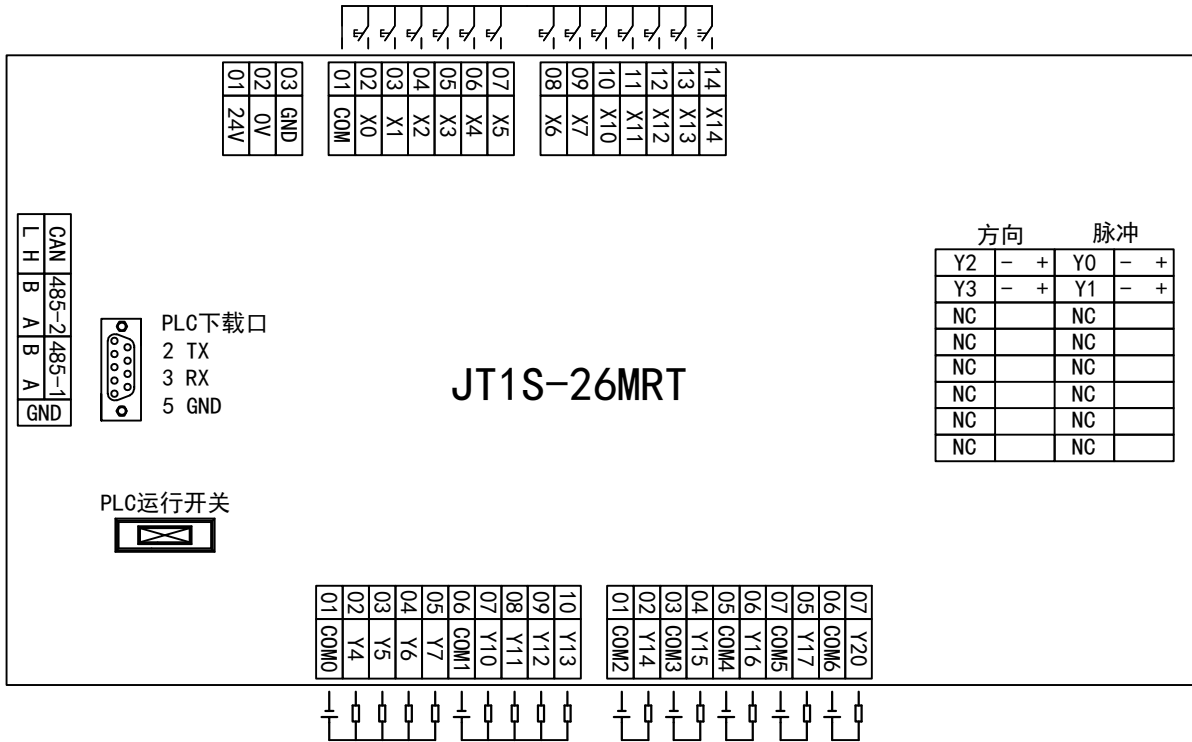 01 02 03
24V 0V GND
01 02 03 04 05 06 07
COM X0 X1 X2 X3 X4 X5
08 09 10 11 12 13 14
X6 X7 X10 X11 X12 X13 X14
CAN L H
485-2 B A
485-1 B A
GND
PLC下载口
2 TX
3 RX
5 GND
JT1S-26MRT
方向 脉冲
Y2 - + Y0 - +
Y3 - + Y1 - +
NC NC
NC NC
NC NC
NC NC
NC NC
NC NC
PLC运行开关
01 02 03 04 05 06 07 08 09 10
COM0 Y4 Y5 Y6 Y7 COM1 Y10 Y11 Y12 Y13
01 02 03 04 05 06 07 05 06 07
COM2 Y14 COM3 Y15 COM4 Y16 COM5 Y17 COM6 Y20